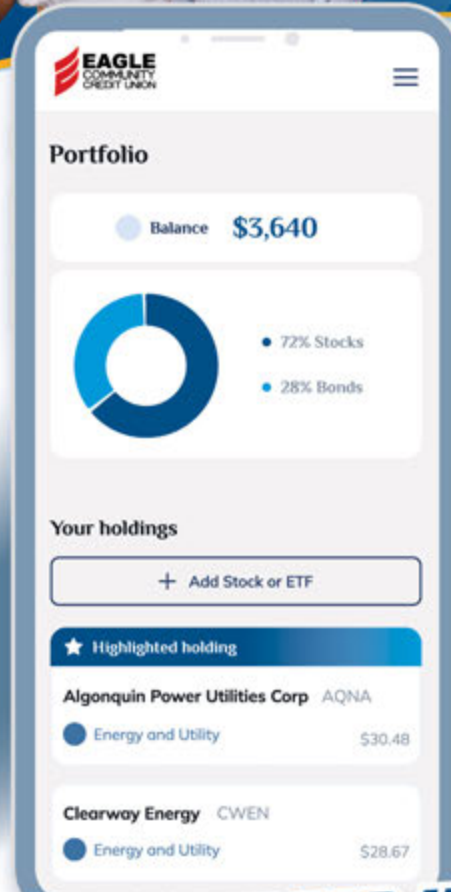 EAGLE
COMMUNITY
CREDIT UNION
Portfolio
Balance $3,640
72% Stocks
28% Bonds
Your holdings
+ Add Stock or ETF
Highlighted holding
Algonquin Power Utilities Corp AQNA
Energy and Utility $30.48
Clearway Energy CWEN
Energy and Utility $28.67